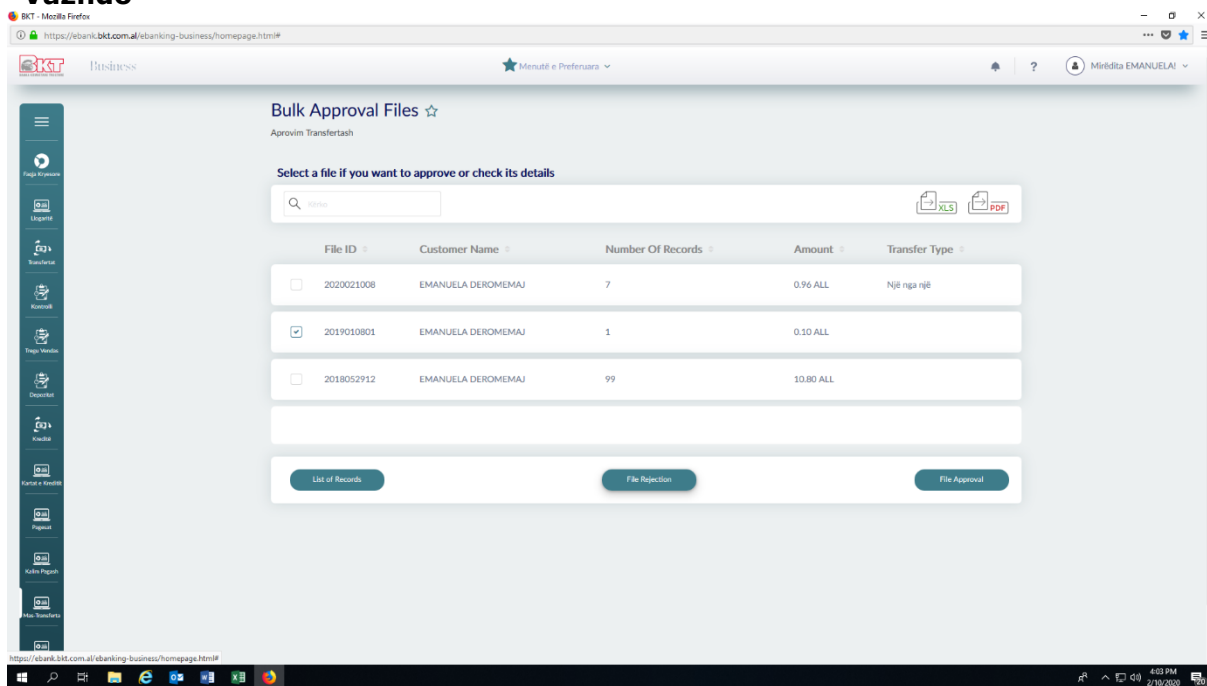 Vazhdo
BKT - Mozilla Firefox
https://ebank.bkt.com.al/ebanking-business/homepage.html#
BKT
Business
Menutë e Preferuara
?
Mirëdita EMANUELA!
Bulk Approval Files
Aprovim Transfertash
Faqja Kryesore
Llogaritë
Transfertat
Kontrolli
Tregu Vendas
Depozitat
Kreditë
Kartat e Kreditit
Pagesat
Kalim Pagash
Mas Transferta
Select a file if you want to approve or check its details
Kërko
XLS
PDF
File ID Customer Name Number Of Records Amount Transfer Type
2020021008 EMANUELA DEROMEMAJ 7 0.96 ALL Një nga një
2019010801 EMANUELA DEROMEMAJ 1 0.10 ALL
2018052912 EMANUELA DEROMEMAJ 99 10.80 ALL
List of Records File Rejection File Approval
https://ebank.bkt.com.al/ebanking-business/homepage.html#
4:03 PM
2/10/2020
20